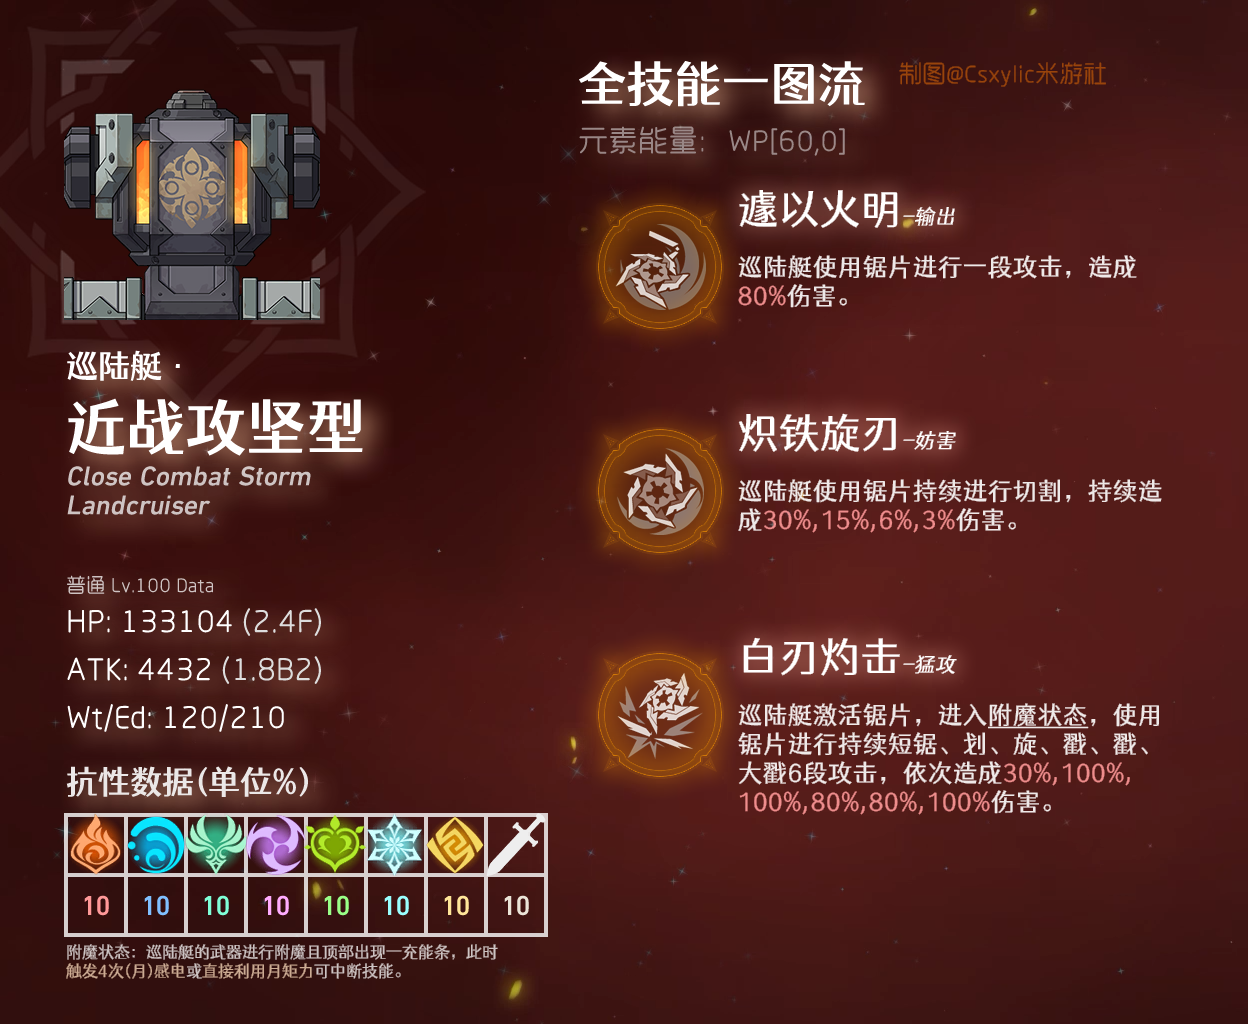 全技能一图流
制图@Csxylic米游社
元素能量: WP[60,0]
遽以火明-输出
巡陆艇使用锯片进行一段攻击，造成
80%伤害。
炽铁旋刃-妨害
巡陆艇使用锯片持续进行切割，持续造
成30%,15%,6%,3%伤害。
白刃灼击-猛攻
巡陆艇激活锯片，进入附魔状态，使用
锯片进行持续短锯、划、旋、戳、戳、
大戳6段攻击，依次造成30%,100%,
100%,80%,80%,100%伤害。
巡陆艇·
近战攻坚型
Close Combat Storm
Landcruiser
普通 Lv.100 Data
HP: 133104 (2.4F)
ATK: 4432 (1.8B2)
Wt/Ed: 120/210
抗性数据(单位%)
10 10 10 10 10 10 10 10
附魔状态：巡陆艇的武器进行附魔且顶部出现一充能条，此时
触发4次(月)感电或直接利用月矩力可中断技能。